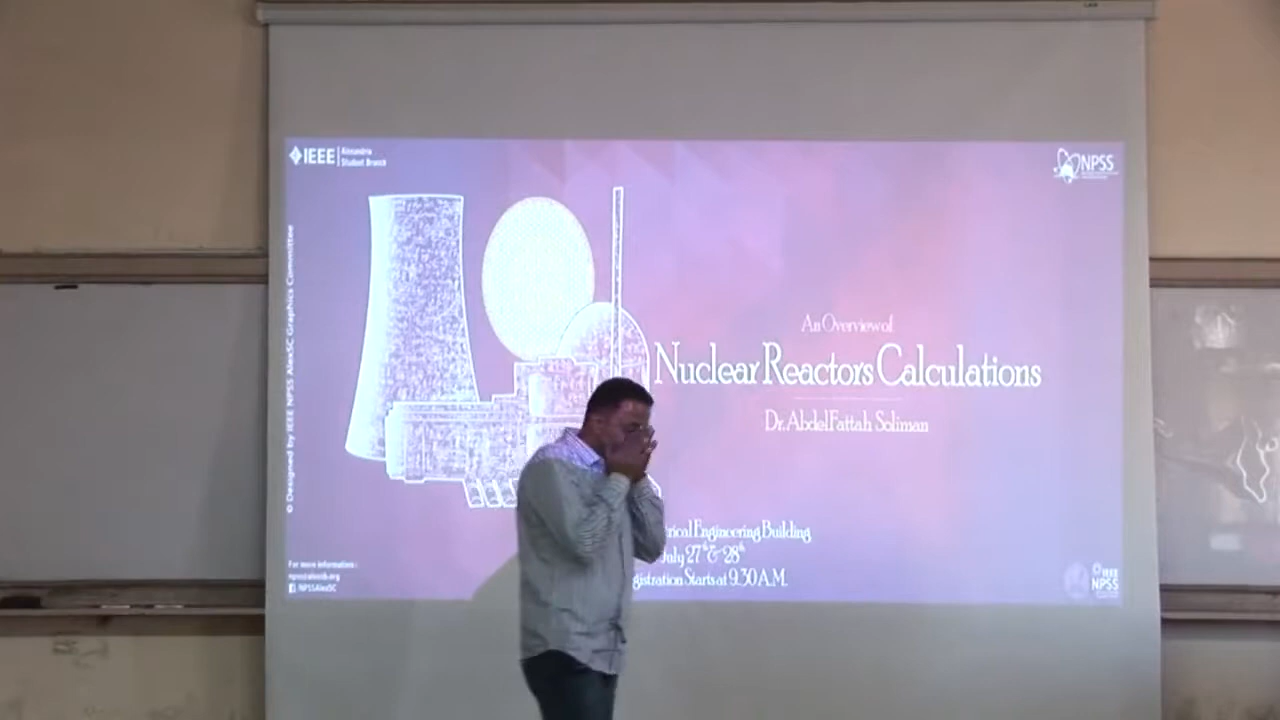 IEEE
Alexandria
Student Branch
NPSS
© Designed by IEEE NPSS AlexSC Graphics Committee
An Overview of
Nuclear Reactors Calculations
Dr. AbdelFattah Soliman
trical Engineering Building
July 27th & 28th
gistration Starts at 9.30 A.M.
For more information :
NPSSAlexSC
IEEE
NPSS